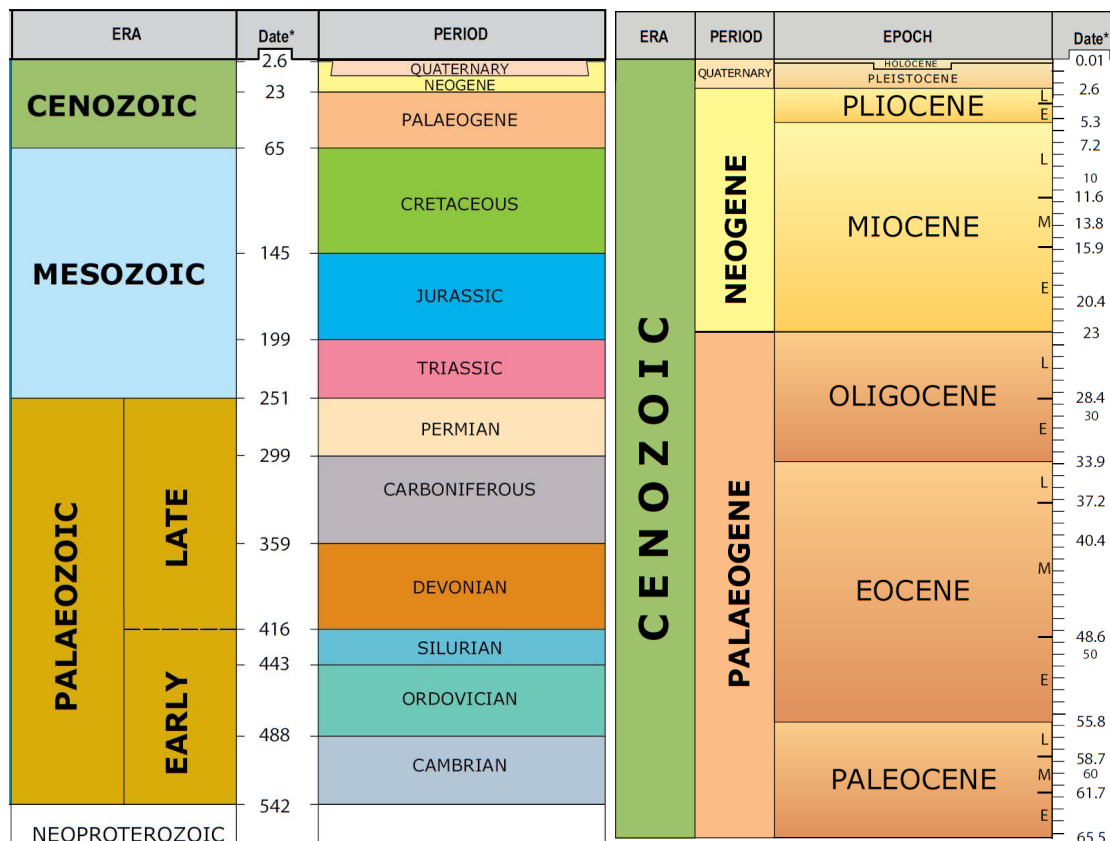 ERA Date* PERIOD
CENOZOIC
MESOZOIC
PALAEOZOIC
LATE
EARLY
NEOPROTEROZOIC
2.6
23
65
145
199
251
299
359
416
443
488
542
QUATERNARY
NEOGENE
PALAEOGENE
CRETACEOUS
JURASSIC
TRIASSIC
PERMIAN
CARBONIFEROUS
DEVONIAN
SILURIAN
ORDOVICIAN
CAMBRIAN
ERA PERIOD EPOCH Date*
CENOZOIC
QUATERNARY
NEOGENE
PALAEOGENE
HOLOCENE
PLEISTOCENE
PLIOCENE
MIOCENE
OLIGOCENE
EOCENE
PALEOCENE
L
E
L
M
E
L
E
L
M
E
L
M
E
0.01
2.6
5.3
7.2
10
11.6
13.8
15.9
20.4
23
28.4
30
33.9
37.2
40.4
48.6
50
55.8
58.7
60
61.7
65.5